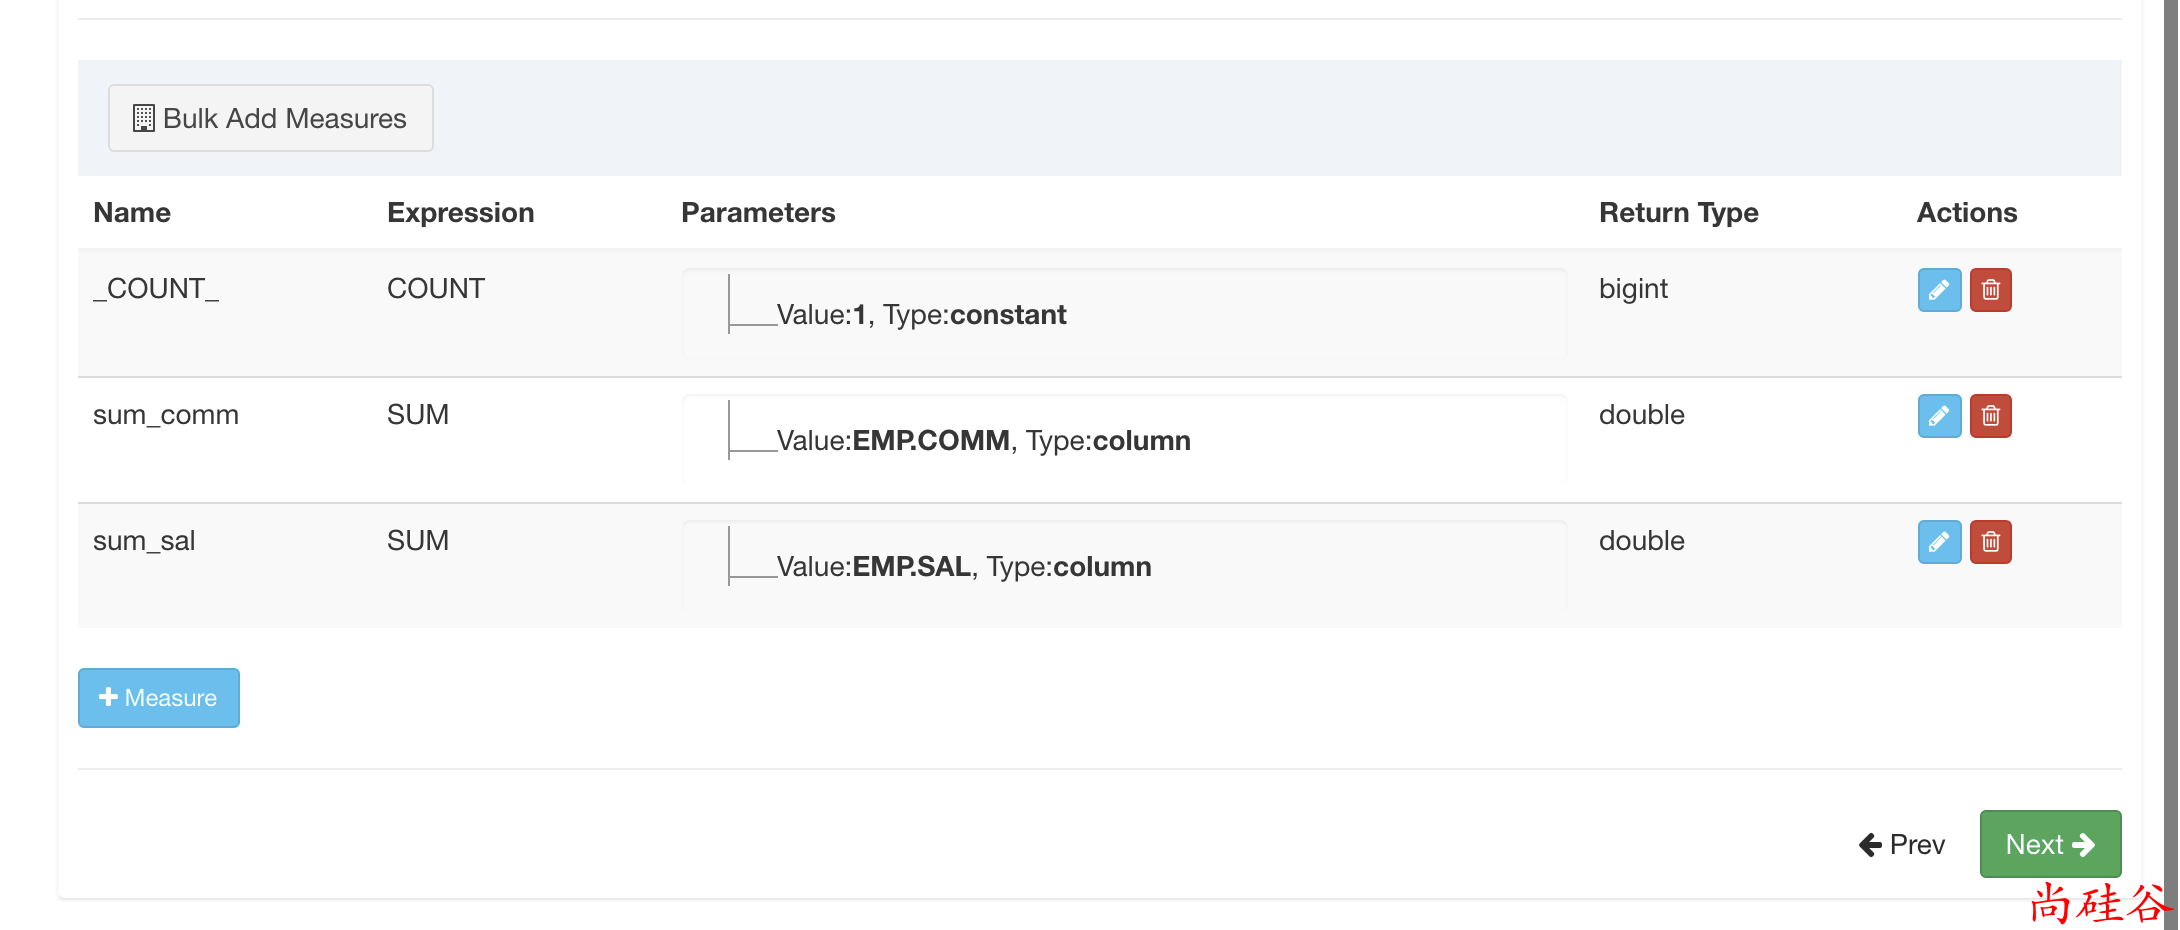 Bulk Add Measures
Name Expression Parameters Return Type Actions
_COUNT_ COUNT Value:1, Type:constant bigint
sum_comm SUM Value:EMP.COMM, Type:column double
sum_sal SUM Value:EMP.SAL, Type:column double
Measure
Prev Next
尚硅谷